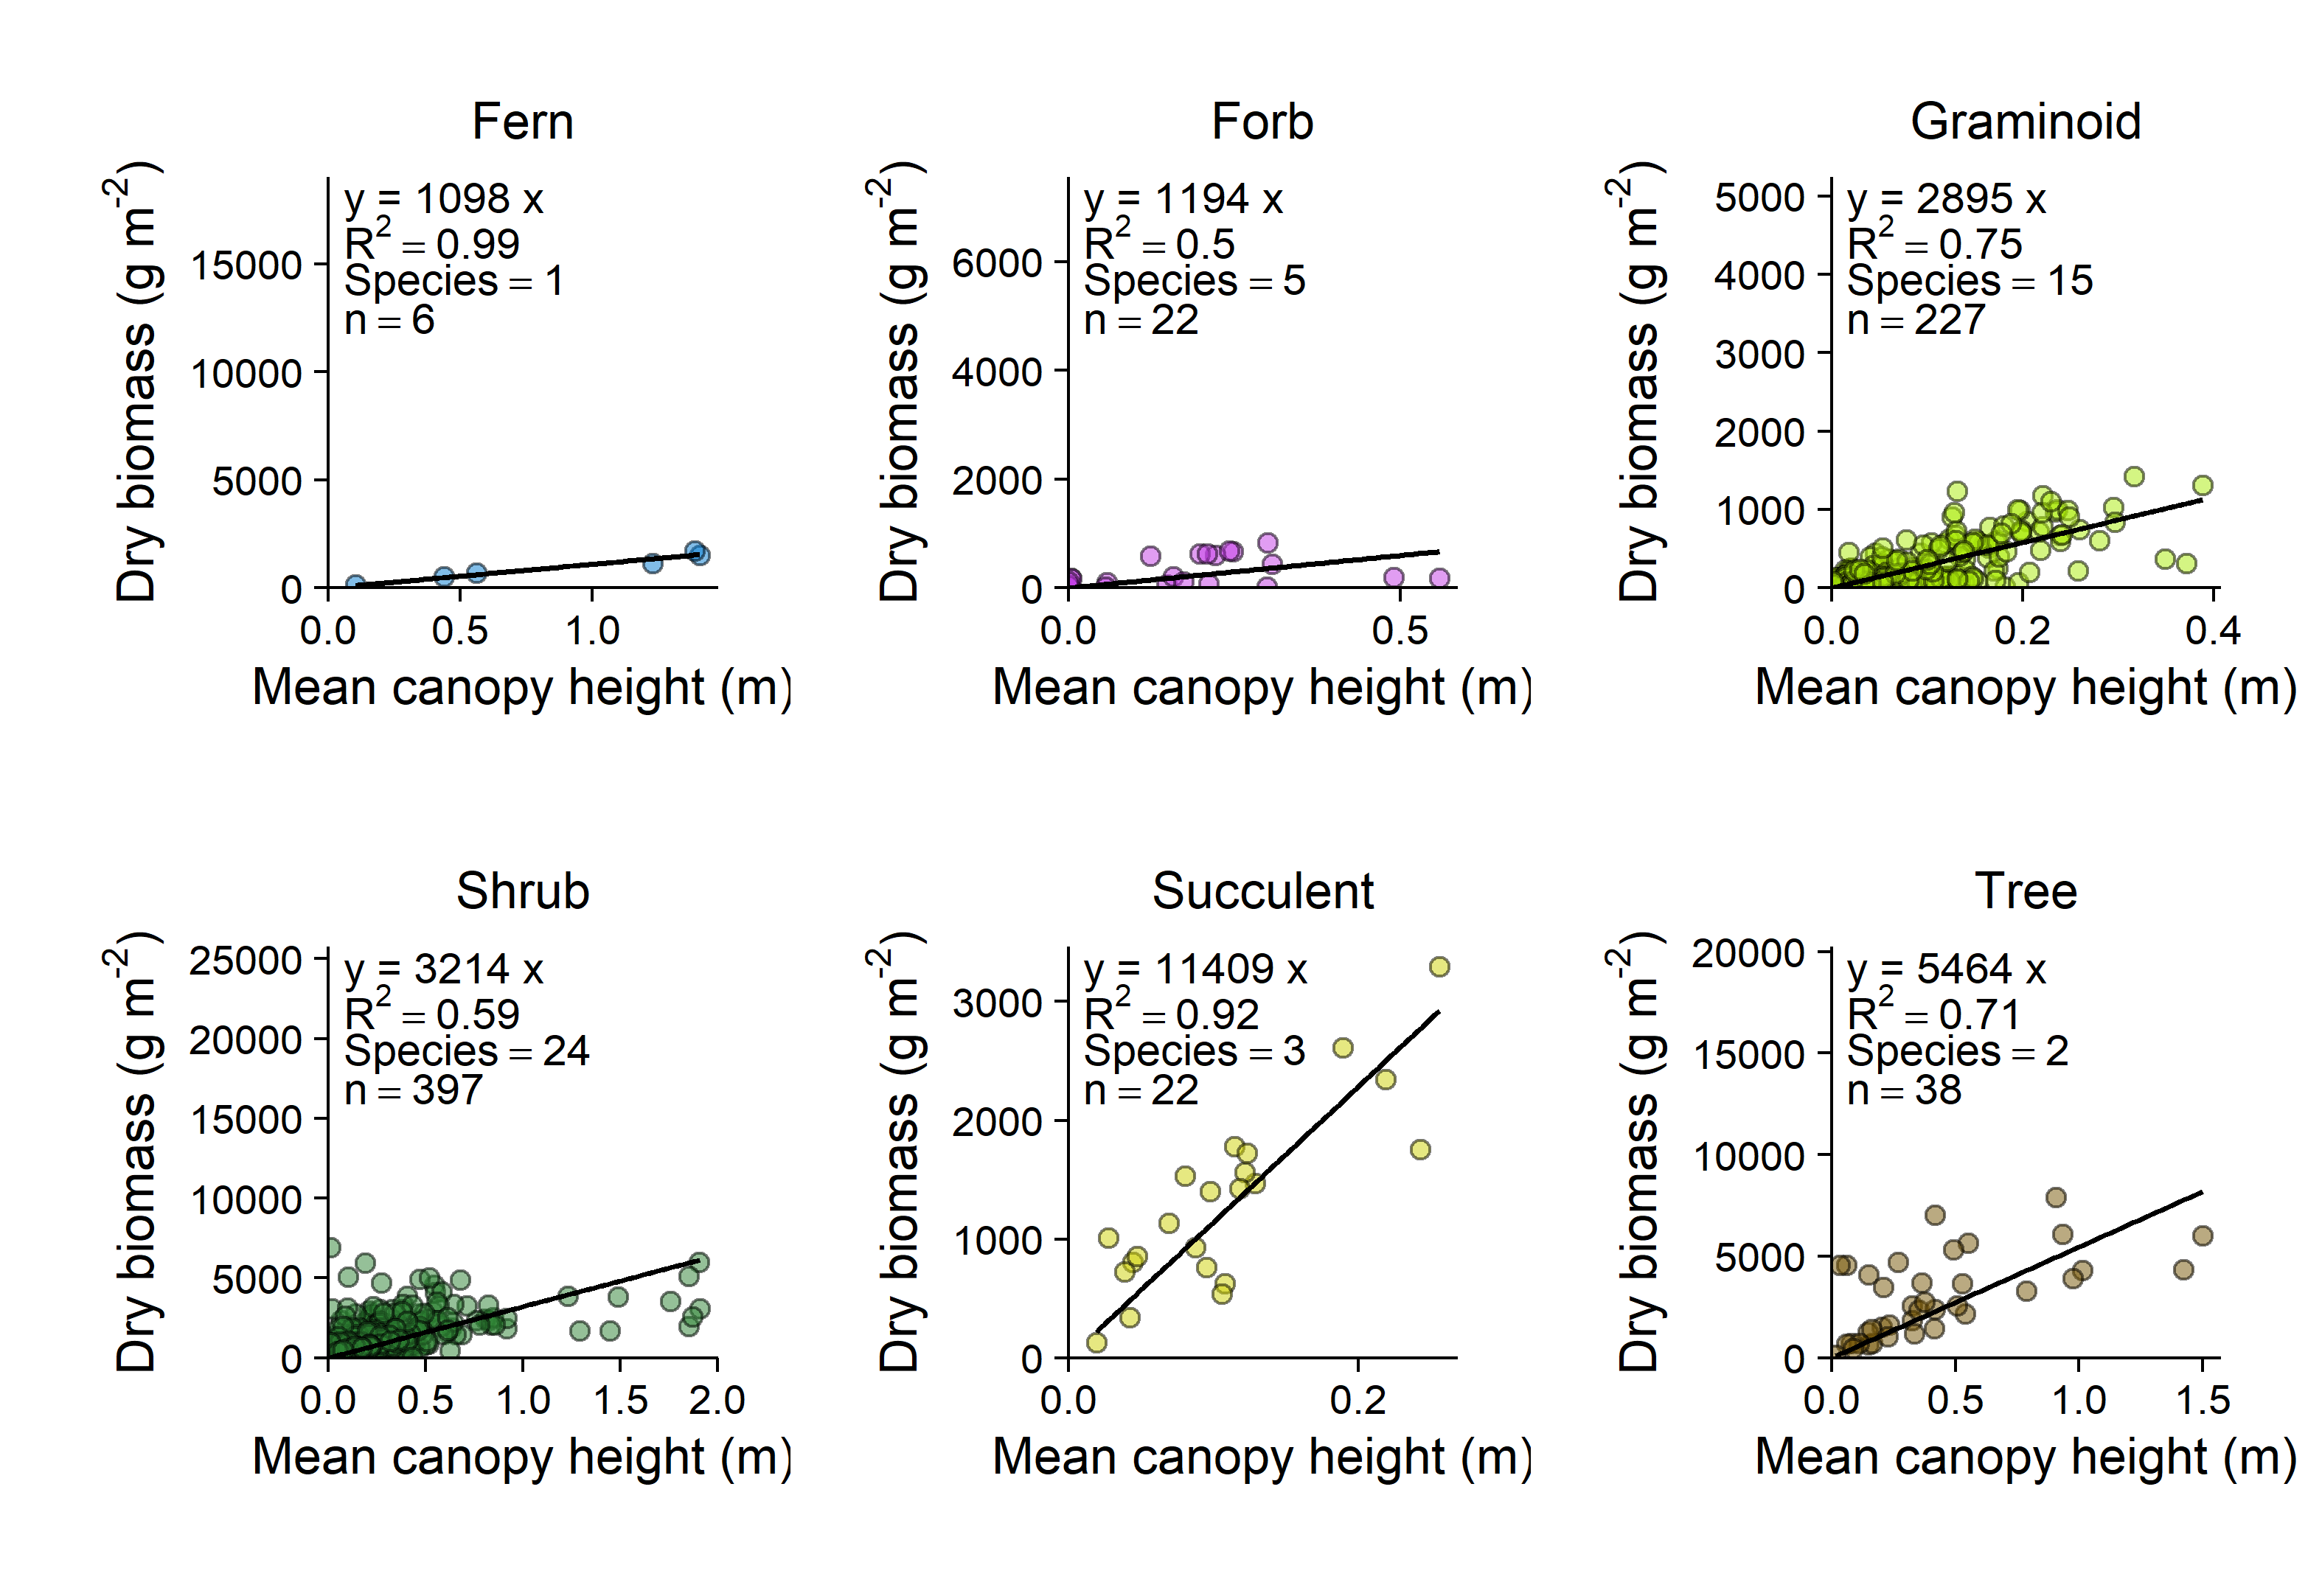 Fern
y = 1098 x
R² = 0.99
Species = 1
n = 6
15000
10000
5000
0
0.0 0.5 1.0
Dry biomass (g m⁻²)
Mean canopy height (m)
Forb
y = 1194 x
R² = 0.5
Species = 5
n = 22
6000
4000
2000
0
0.0 0.5
Dry biomass (g m⁻²)
Mean canopy height (m)
Graminoid
y = 2895 x
R² = 0.75
Species = 15
n = 227
5000
4000
3000
2000
1000
0
0.0 0.2 0.4
Dry biomass (g m⁻²)
Mean canopy height (m)
Shrub
y = 3214 x
R² = 0.59
Species = 24
n = 397
25000
20000
15000
10000
5000
0
0.0 0.5 1.0 1.5 2.0
Dry biomass (g m⁻²)
Mean canopy height (m)
Succulent
y = 11409 x
R² = 0.92
Species = 3
n = 22
3000
2000
1000
0
0.0 0.2
Dry biomass (g m⁻²)
Mean canopy height (m)
Tree
y = 5464 x
R² = 0.71
Species = 2
n = 38
20000
15000
10000
5000
0
0.0 0.5 1.0 1.5
Dry biomass (g m⁻²)
Mean canopy height (m)